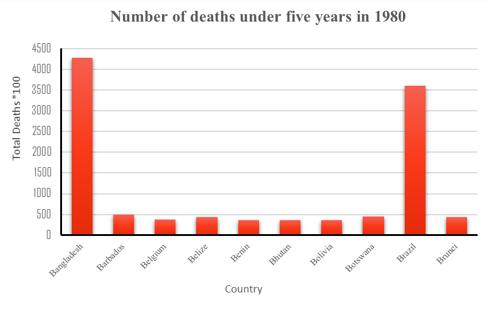 Number of deaths under five years in 1980
Total Deaths *100
4500
4000
3500
3000
2500
2000
1500
1000
500
0
Bangladesh
Barbados
Belgium
Belize
Benin
Bhutan
Bolivia
Botswana
Brazil
Brunei
Country